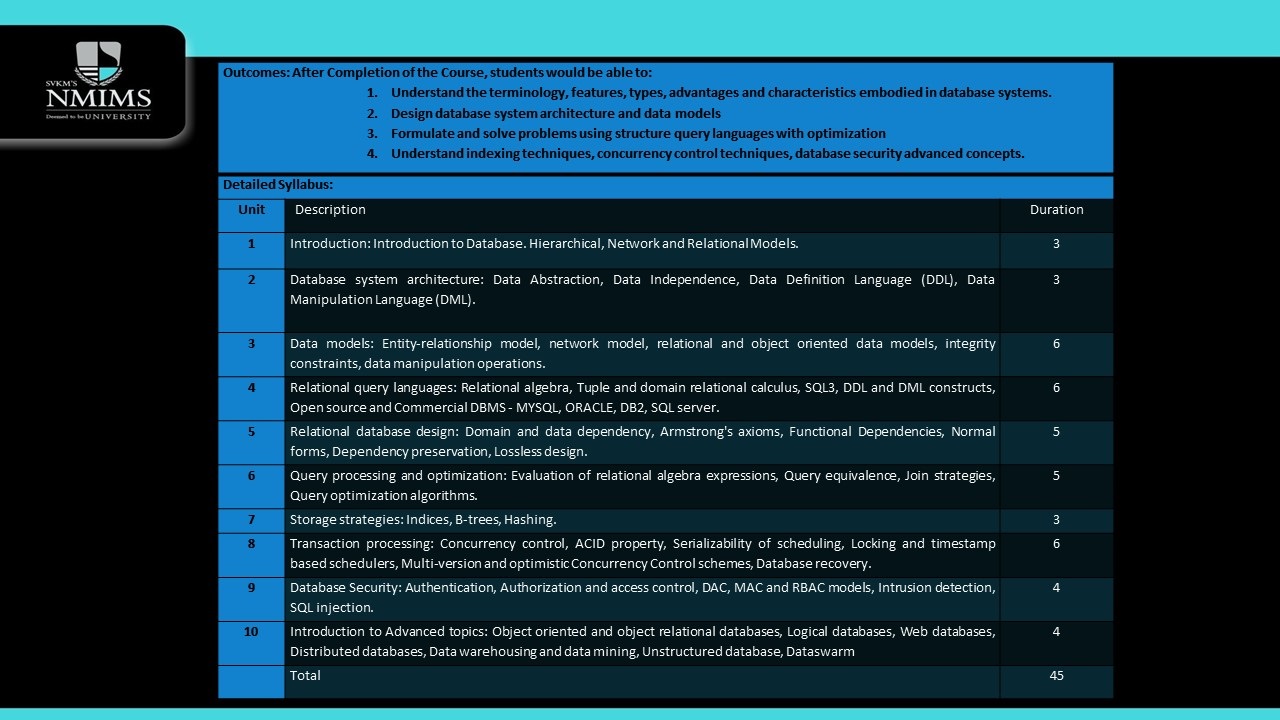 SVKM'S
NMIMS
Deemed to be UNIVERSITY
Outcomes: After Completion of the Course, students would be able to:
1. Understand the terminology, features, types, advantages and characteristics embodied in database systems.
2. Design database system architecture and data models
3. Formulate and solve problems using structure query languages with optimization
4. Understand indexing techniques, concurrency control techniques, database security advanced concepts.
Detailed Syllabus:
Unit Description Duration
1 Introduction: Introduction to Database. Hierarchical, Network and Relational Models. 3
2 Database system architecture: Data Abstraction, Data Independence, Data Definition Language (DDL), Data 3
Manipulation Language (DML).
3 Data models: Entity-relationship model, network model, relational and object oriented data models, integrity 6
constraints, data manipulation operations.
4 Relational query languages: Relational algebra, Tuple and domain relational calculus, SQL3, DDL and DML constructs, 6
Open source and Commercial DBMS - MYSQL, ORACLE, DB2, SQL server.
5 Relational database design: Domain and data dependency, Armstrong's axioms, Functional Dependencies, Normal 5
forms, Dependency preservation, Lossless design.
6 Query processing and optimization: Evaluation of relational algebra expressions, Query equivalence, Join strategies, 5
Query optimization algorithms.
7 Storage strategies: Indices, B-trees, Hashing. 3
8 Transaction processing: Concurrency control, ACID property, Serializability of scheduling, Locking and timestamp 6
based schedulers, Multi-version and optimistic Concurrency Control schemes, Database recovery.
9 Database Security: Authentication, Authorization and access control, DAC, MAC and RBAC models, Intrusion detection, 4
SQL injection.
10 Introduction to Advanced topics: Object oriented and object relational databases, Logical databases, Web databases, 4
Distributed databases, Data warehousing and data mining, Unstructured database, Dataswarm
Total 45